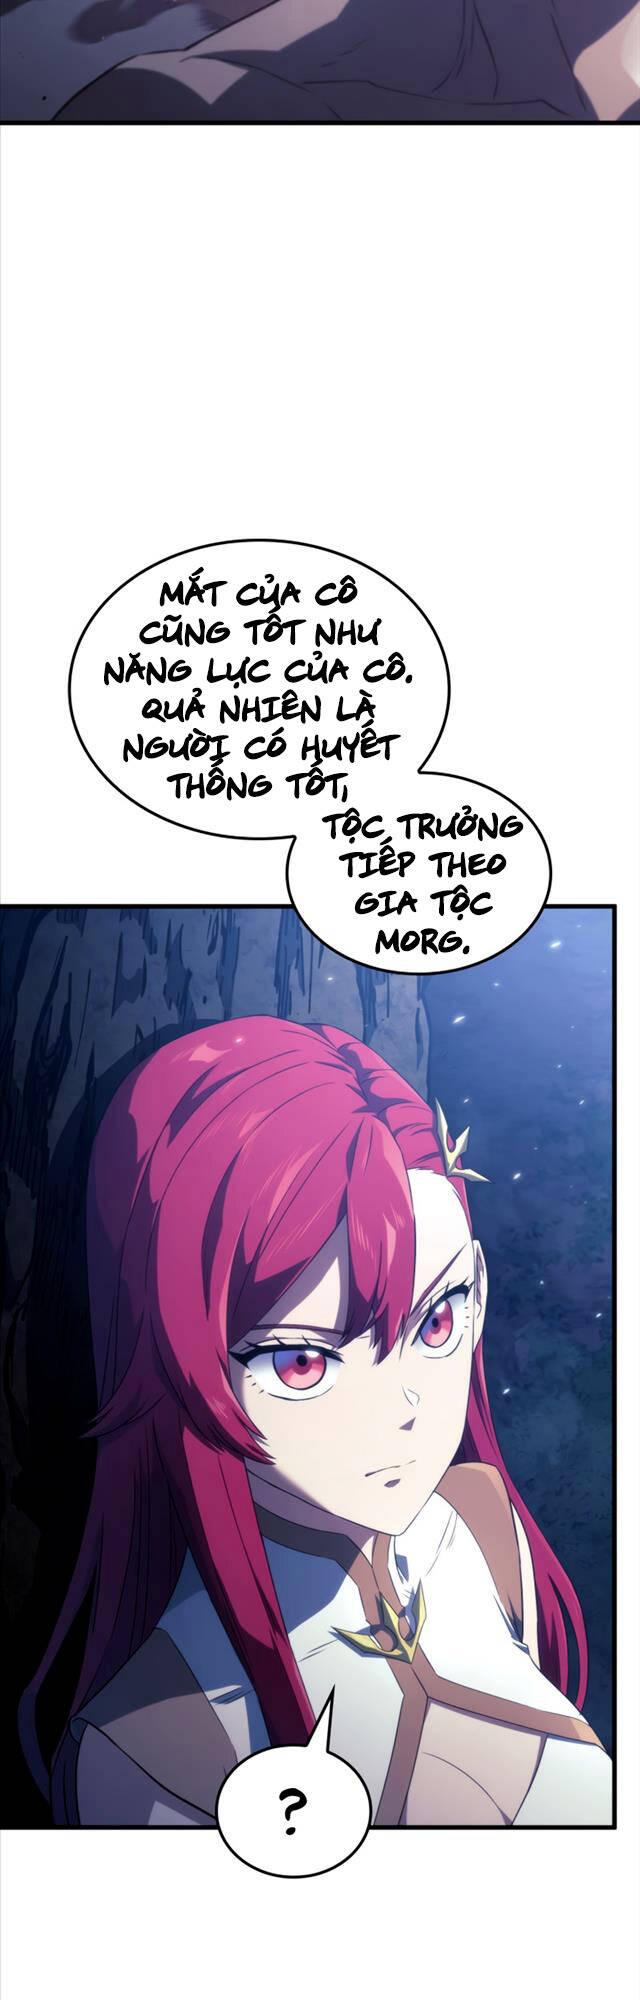 MẮT CỦA CÔ
CŨNG TỐT NHƯ
NĂNG LỰC CỦA CÔ.
QUẢ NHIÊN LÀ
NGƯỜI CÓ HUYẾT
THỐNG TỐT,
TỘC TRƯỞNG
TIẾP THEO
GIA TỘC
MORG.
?